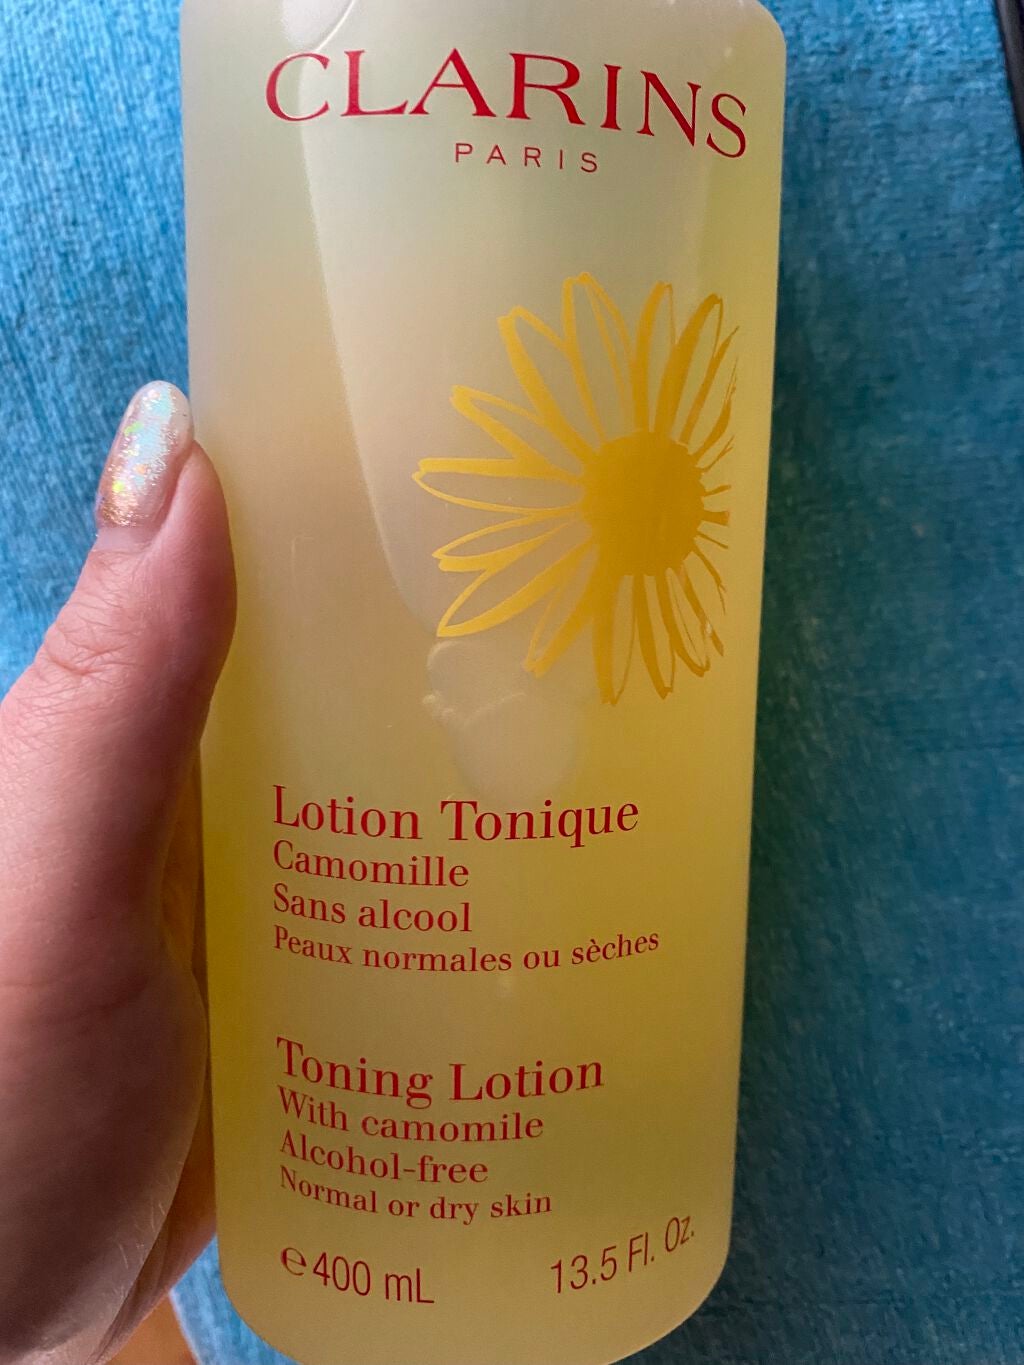 CLARINS
PARIS
Lotion Tonique
Camomille
Sans alcool
Peaux normales ou sèches
Toning Lotion
With camomile
Alcohol-free
Normal or dry skin
℮400 mL 13.5 Fl. Oz.